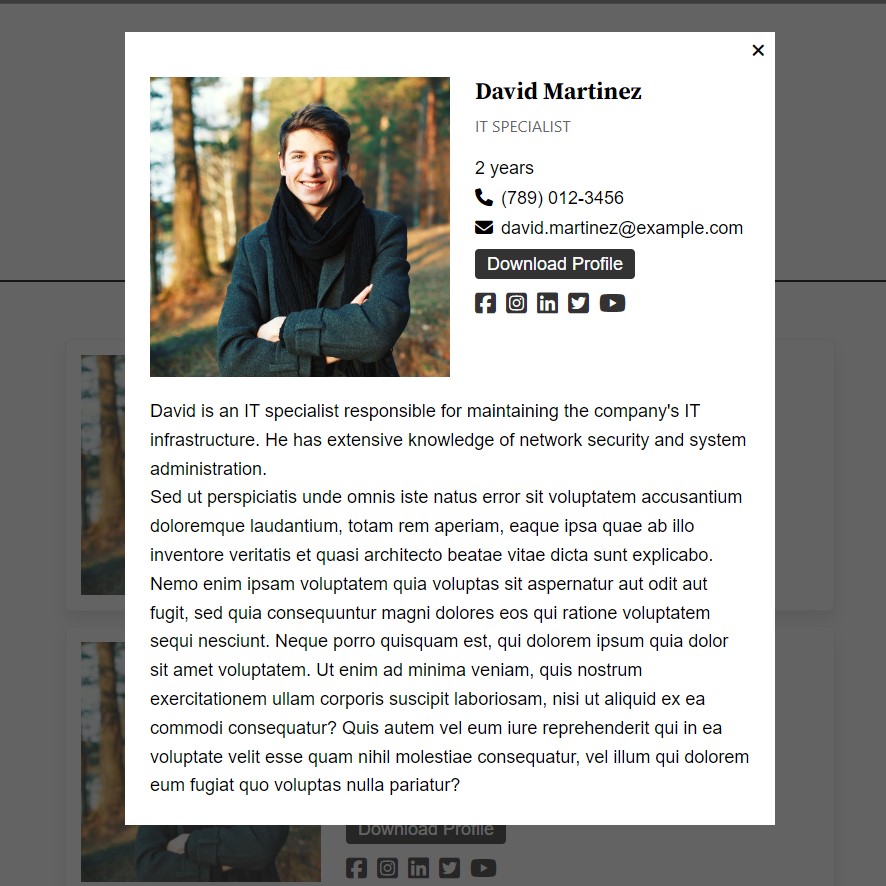 David Martinez
IT SPECIALIST
2 years
(789) 012-3456
david.martinez@example.com
Download Profile
David is an IT specialist responsible for maintaining the company's IT
infrastructure. He has extensive knowledge of network security and system
administration.
Sed ut perspiciatis unde omnis iste natus error sit voluptatem accusantium
doloremque laudantium, totam rem aperiam, eaque ipsa quae ab illo
inventore veritatis et quasi architecto beatae vitae dicta sunt explicabo.
Nemo enim ipsam voluptatem quia voluptas sit aspernatur aut odit aut
fugit, sed quia consequuntur magni dolores eos qui ratione voluptatem
sequi nesciunt. Neque porro quisquam est, qui dolorem ipsum quia dolor
sit amet voluptatem. Ut enim ad minima veniam, quis nostrum
exercitationem ullam corporis suscipit laboriosam, nisi ut aliquid ex ea
commodi consequatur? Quis autem vel eum iure reprehenderit qui in ea
voluptate velit esse quam nihil molestiae consequatur, vel illum qui dolorem
eum fugiat quo voluptas nulla pariatur?
Download Profile